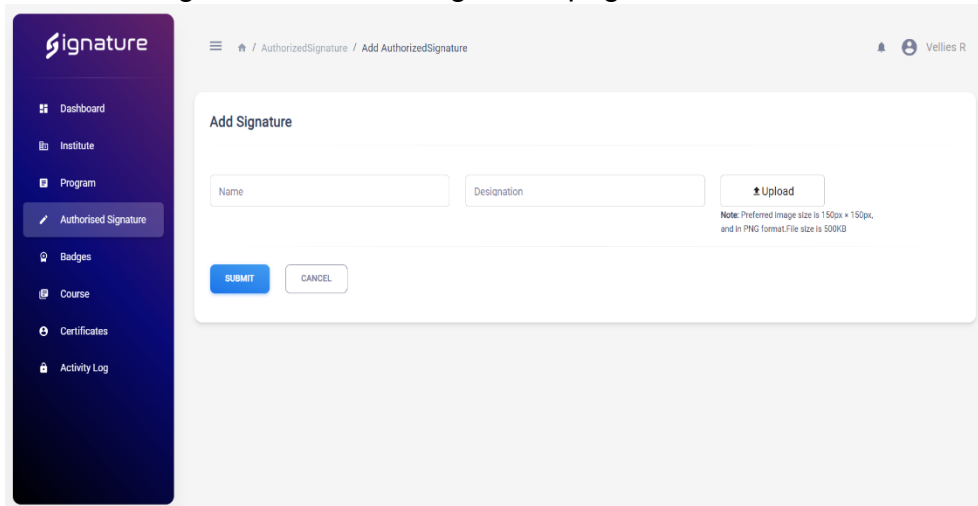 Signature
AuthorizedSignature / Add AuthorizedSignature
Vellies R
Dashboard
Institute
Program
Authorised Signature
Badges
Course
Certificates
Activity Log
Add Signature
Name
Designation
Upload
Note: Preferred image size is 150px × 150px,
and in PNG format.File size is 500KB
SUBMIT
CANCEL